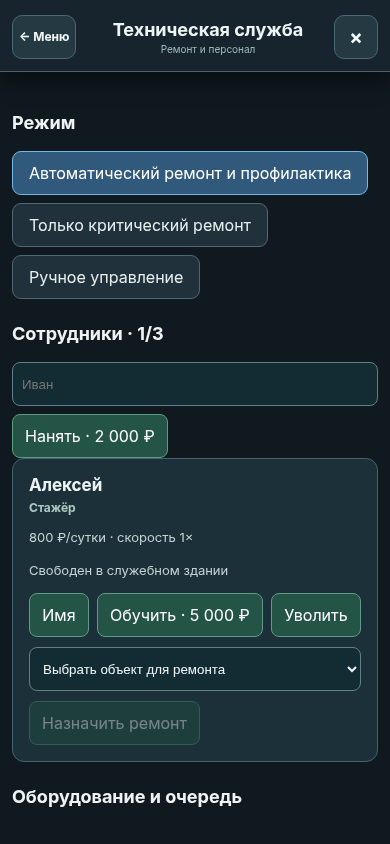 ← Меню
Техническая служба
Ремонт и персонал
×
Режим
Автоматический ремонт и профилактика
Только критический ремонт
Ручное управление
Сотрудники · 1/3
Иван
Нанять · 2 000 ₽
Алексей
Стажёр
800 ₽/сутки · скорость 1×
Свободен в служебном здании
Имя
Обучить · 5 000 ₽
Уволить
Выбрать объект для ремонта
Назначить ремонт
Оборудование и очередь